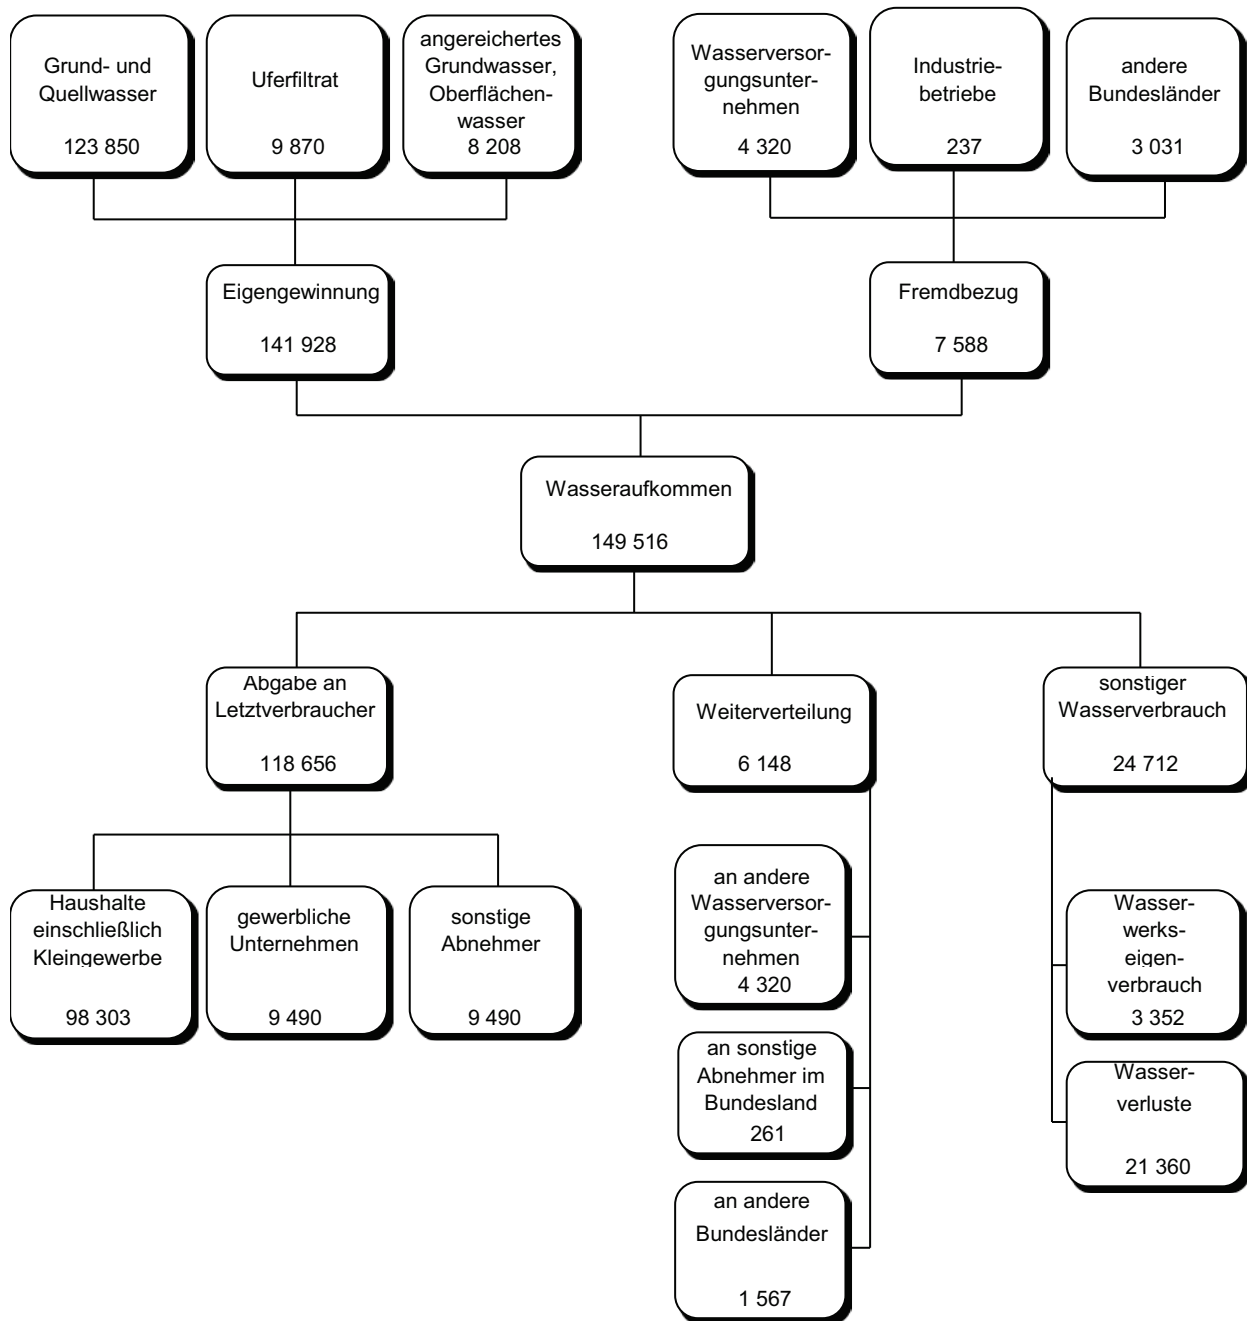 Grund- und
Quellwasser
123 850
Uferfiltrat
9 870
angereichertes
Grundwasser,
Oberflächen-
wasser
8 208
Wasserversor-
gungsunter-
nehmen
4 320
Industrie-
betriebe
237
andere
Bundesländer
3 031
Eigengewinnung
141 928
Fremdbezug
7 588
Wasseraufkommen
149 516
Abgabe an
Letztverbraucher
118 656
Weiterverteilung
6 148
sonstiger
Wasserverbrauch
24 712
Haushalte
einschließlich
Kleingewerbe
98 303
gewerbliche
Unternehmen
9 490
sonstige
Abnehmer
9 490
an andere
Wasserversor-
gungsunter-
nehmen
4 320
an sonstige
Abnehmer im
Bundesland
261
an andere
Bundesländer
1 567
Wasser-
werks-
eigen-
verbrauch
3 352
Wasser-
verluste
21 360